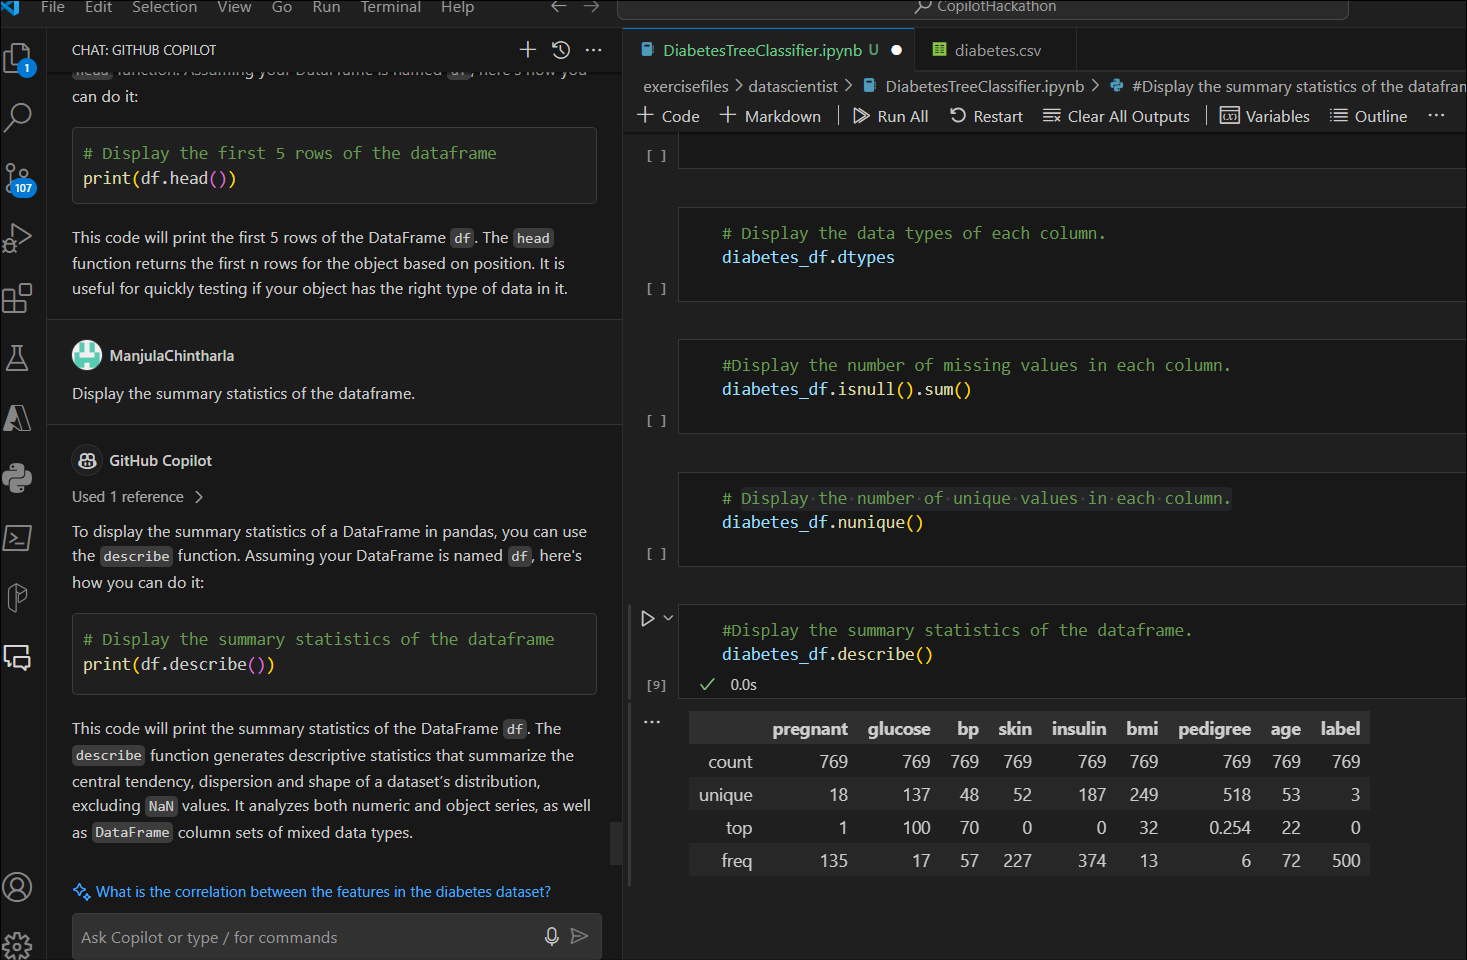 File Edit Selection View Go Run Terminal Help
CopilotHackathon
1
107
CHAT: GITHUB COPILOT
head function. Assuming your DataFrame is named df, here's how you
can do it:
# Display the first 5 rows of the dataframe
print(df.head())
This code will print the first 5 rows of the DataFrame df. The head
function returns the first n rows for the object based on position. It is
useful for quickly testing if your object has the right type of data in it.
ManjulaChintharla
Display the summary statistics of the dataframe.
GitHub Copilot
Used 1 reference
To display the summary statistics of a DataFrame in pandas, you can use
the describe function. Assuming your DataFrame is named df, here's
how you can do it:
# Display the summary statistics of the dataframe
print(df.describe())
This code will print the summary statistics of the DataFrame df. The
describe function generates descriptive statistics that summarize the
central tendency, dispersion and shape of a dataset's distribution,
excluding NaN values. It analyzes both numeric and object series, as well
as DataFrame column sets of mixed data types.
What is the correlation between the features in the diabetes dataset?
Ask Copilot or type / for commands
DiabetesTreeClassifier.ipynb U
diabetes.csv
exercisefiles > datascientist > DiabetesTreeClassifier.ipynb > #Display the summary statistics of the datafram
+ Code + Markdown Run All Restart Clear All Outputs Variables Outline ...
[ ]
# Display the data types of each column.
diabetes_df.dtypes
[ ]
#Display the number of missing values in each column.
diabetes_df.isnull().sum()
[ ]
# Display the number of unique values in each column.
diabetes_df.nunique()
[ ]
#Display the summary statistics of the dataframe.
diabetes_df.describe()
[9] 0.0s
...
pregnant glucose bp skin insulin bmi pedigree age label
count 769 769 769 769 769 769 769 769 769
unique 18 137 48 52 187 249 518 53 3
top 1 100 70 0 0 32 0.254 22 0
freq 135 17 57 227 374 13 6 72 500